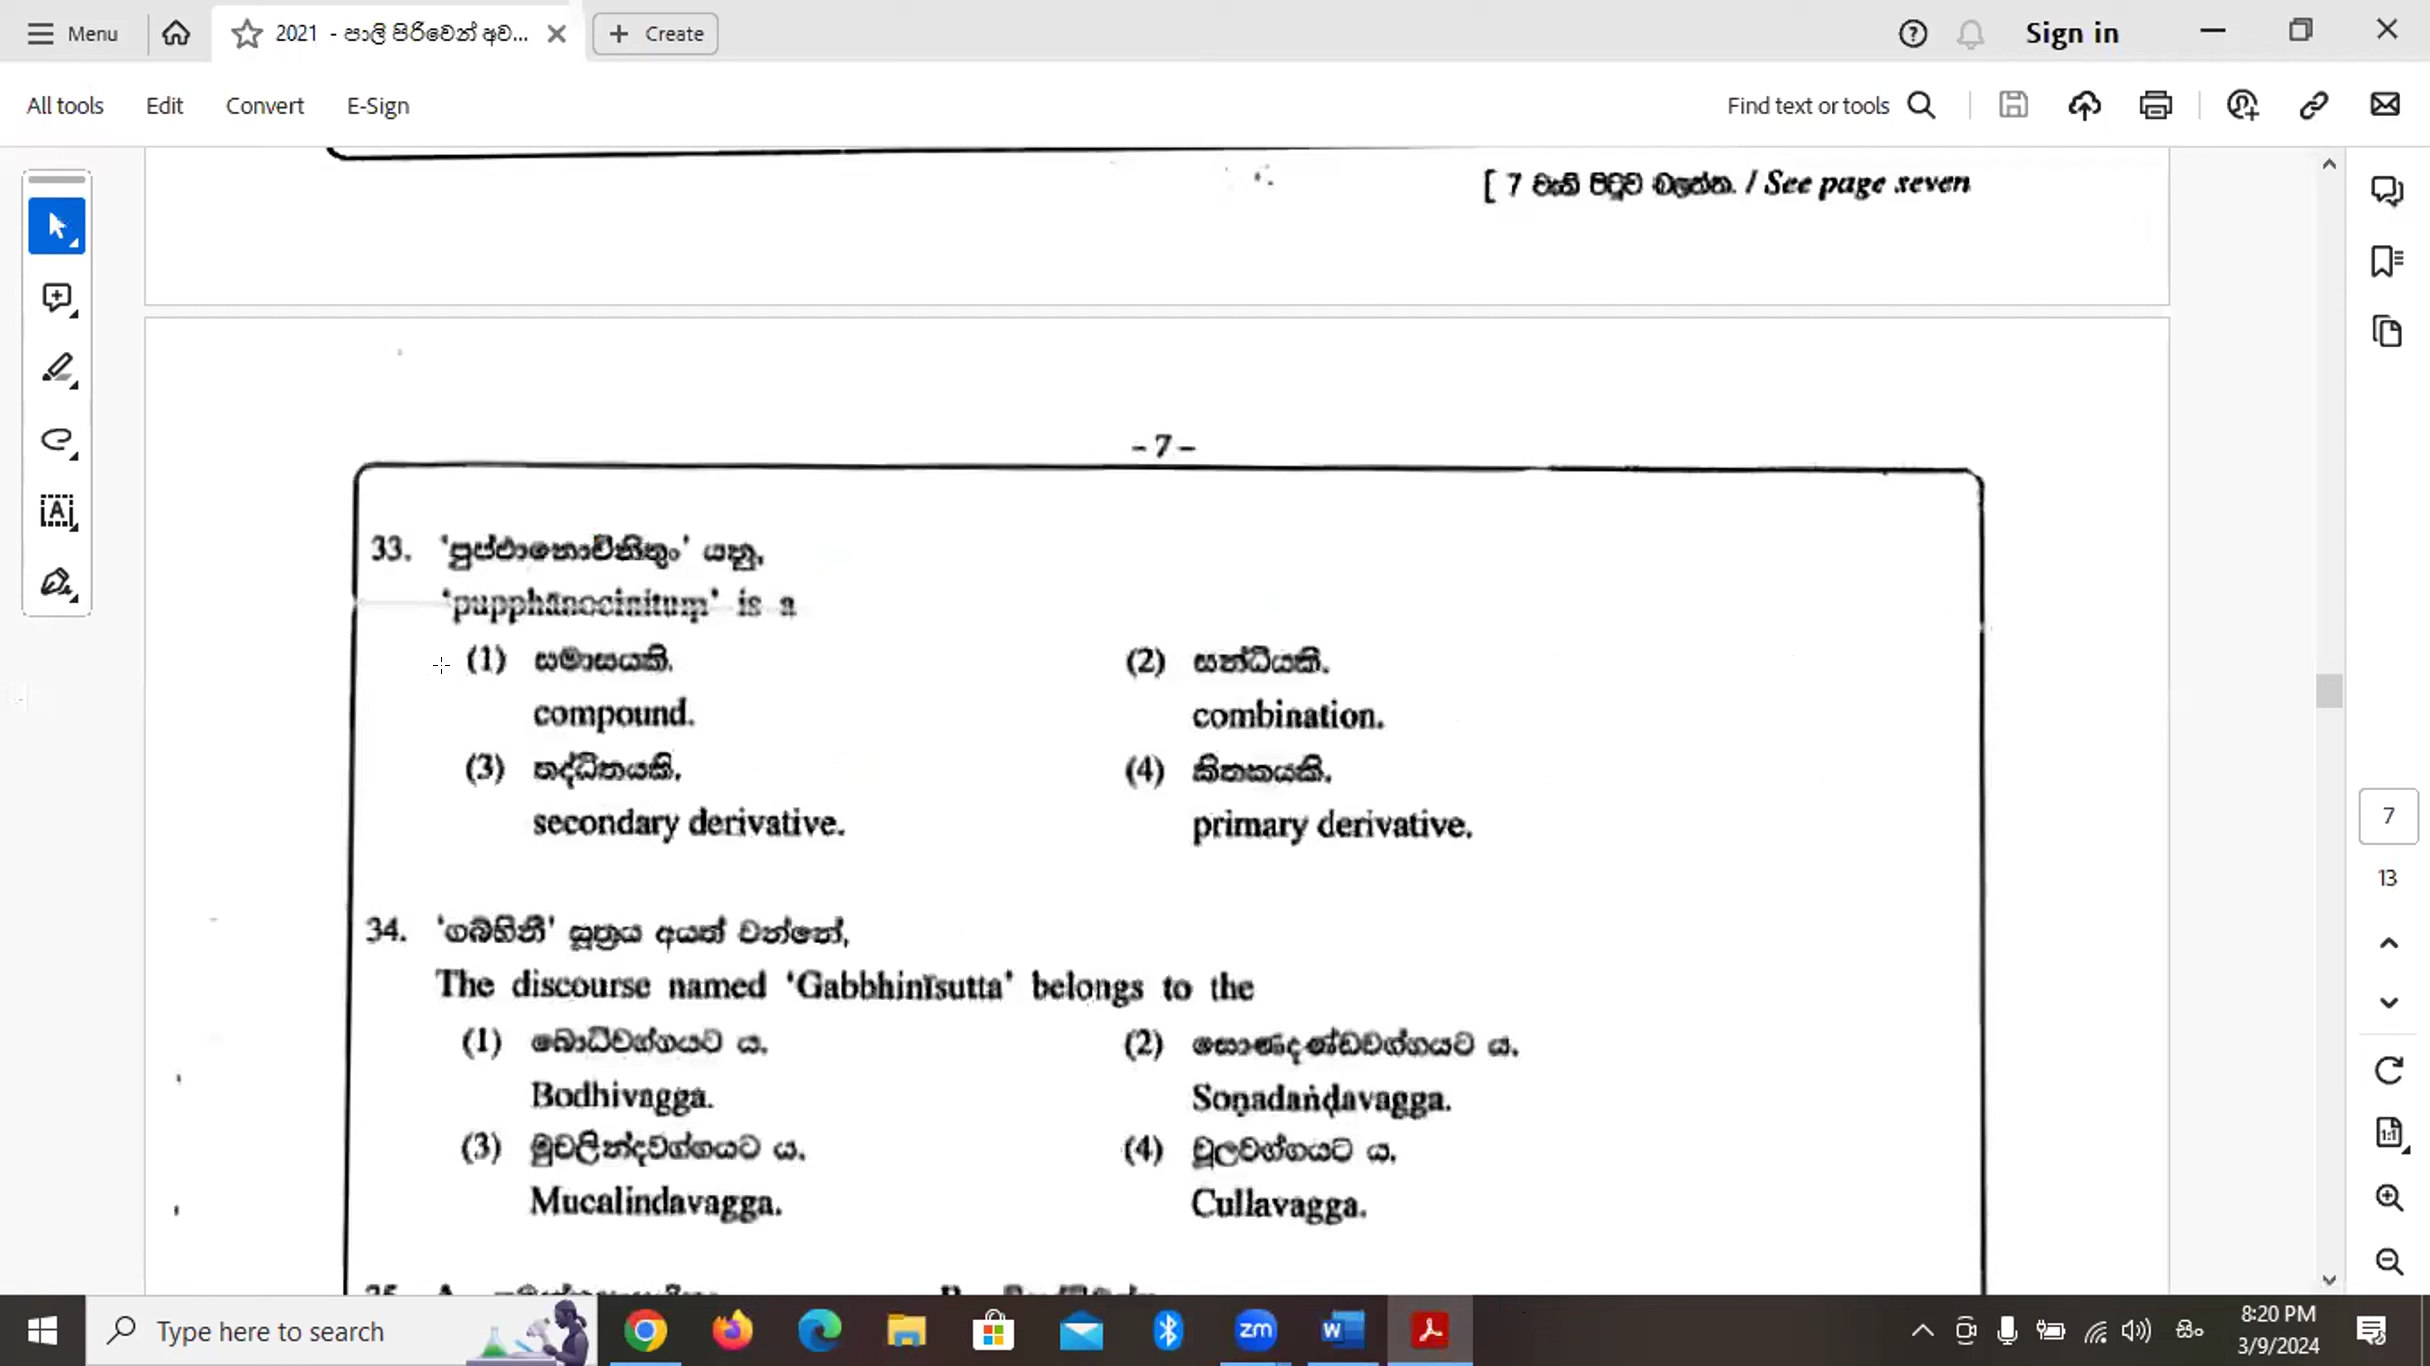 Menu
2021 - පාලි පිරිවෙන් අව...
Create
Sign in
All tools
Edit
Convert
E-Sign
Find text or tools
[ 7 වැනි පිටුව බලන්න. / See page seven
- 7 -
33. 'පුප්ඵානොචිනිතුං' යනු,
'pupphānocinitum' is a
(1) සමාසයකි.
(2) සන්ධියකි.
compound.
combination.
(3) තද්ධිතයකි.
(4) කිතකයකි.
secondary derivative.
primary derivative.
34. 'ගබ්භිනී' සූත්‍රය අයත් වන්නේ,
The discourse named 'Gabbhinīsutta' belongs to the
(1) බොධිවග්ගයට ය.
(2) සොණදණ්ඩවග්ගයට ය.
Bodhivagga.
Soṇadaṅḍavagga.
(3) මුචලින්දවග්ගයට ය.
(4) චූලවග්ගයට ය.
Mucalindavagga.
Cullavagga.
7
13
Type here to search
zm
සිං
8:20 PM
3/9/2024